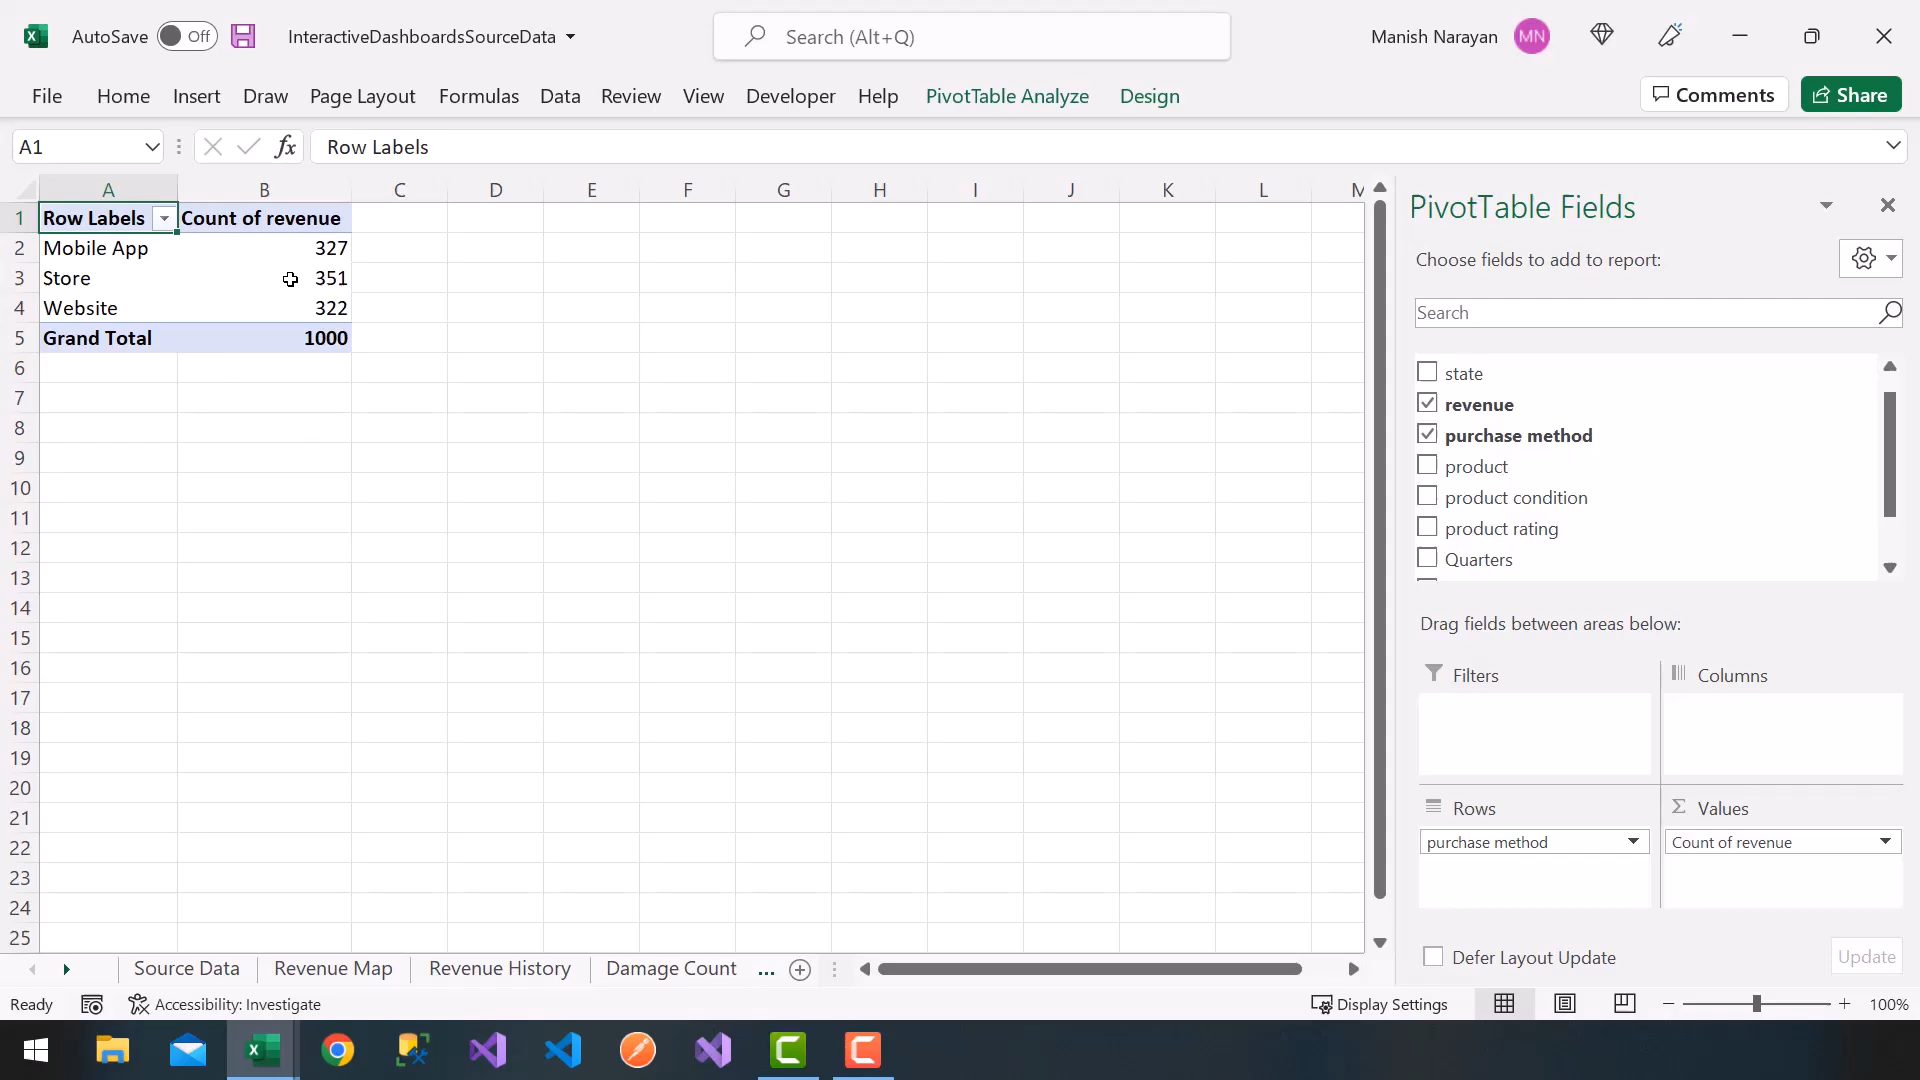 AutoSave Off InteractiveDashboardsSourceData Search (Alt+Q) Manish Narayan MN
File Home Insert Draw Page Layout Formulas Data Review View Developer Help PivotTable Analyze Design Comments Share
A1 fx Row Labels
A B C D E F G H I J K L M
1 Row Labels Count of revenue
2 Mobile App 327
3 Store 351
4 Website 322
5 Grand Total 1000
6
7
8
9
10
11
12
13
14
15
16
17
18
19
20
21
22
23
24
25
PivotTable Fields
Choose fields to add to report:
Search
state
revenue
purchase method
product
product condition
product rating
Quarters
Drag fields between areas below:
Filters Columns
Rows Σ Values
purchase method Count of revenue
Defer Layout Update Update
Source Data Revenue Map Revenue History Damage Count ...
Ready Accessibility: Investigate Display Settings 100%